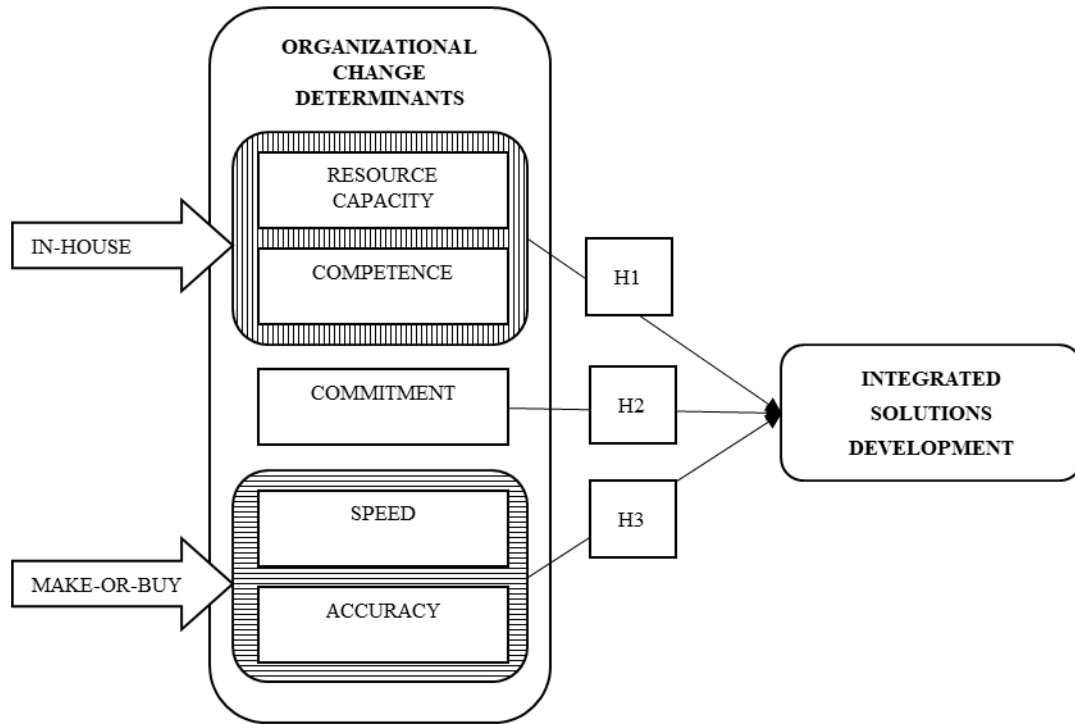 ORGANIZATIONAL
CHANGE
DETERMINANTS
IN-HOUSE
RESOURCE
CAPACITY
COMPETENCE
H1
COMMITMENT
H2
INTEGRATED
SOLUTIONS
DEVELOPMENT
MAKE-OR-BUY
SPEED
ACCURACY
H3